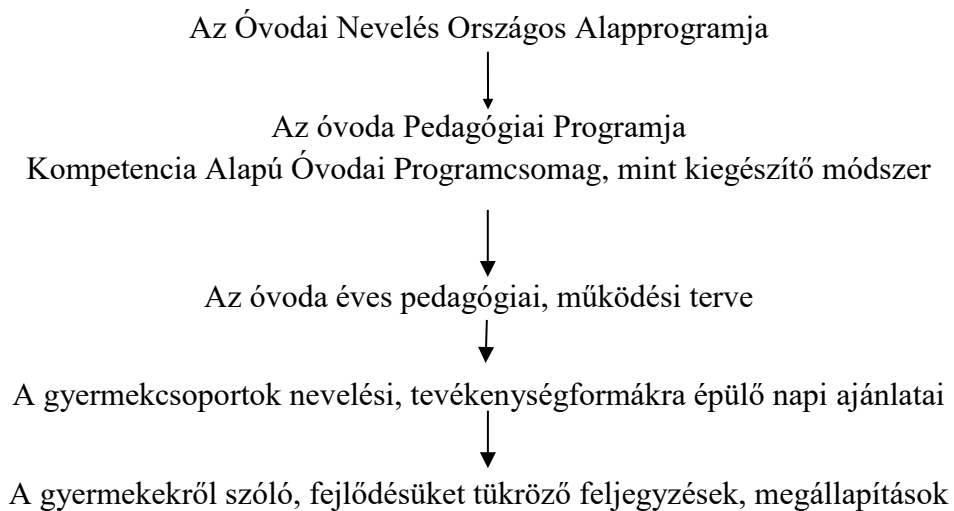 Az Óvodai Nevelés Országos Alapprogramja
Az óvoda Pedagógiai Programja
Kompetencia Alapú Óvodai Programcsomag, mint kiegészítő módszer
Az óvoda éves pedagógiai, működési terve
A gyermekcsoportok nevelési, tevékenységformákra épülő napi ajánlatai
A gyermekekről szóló, fejlődésüket tükröző feljegyzések, megállapítások